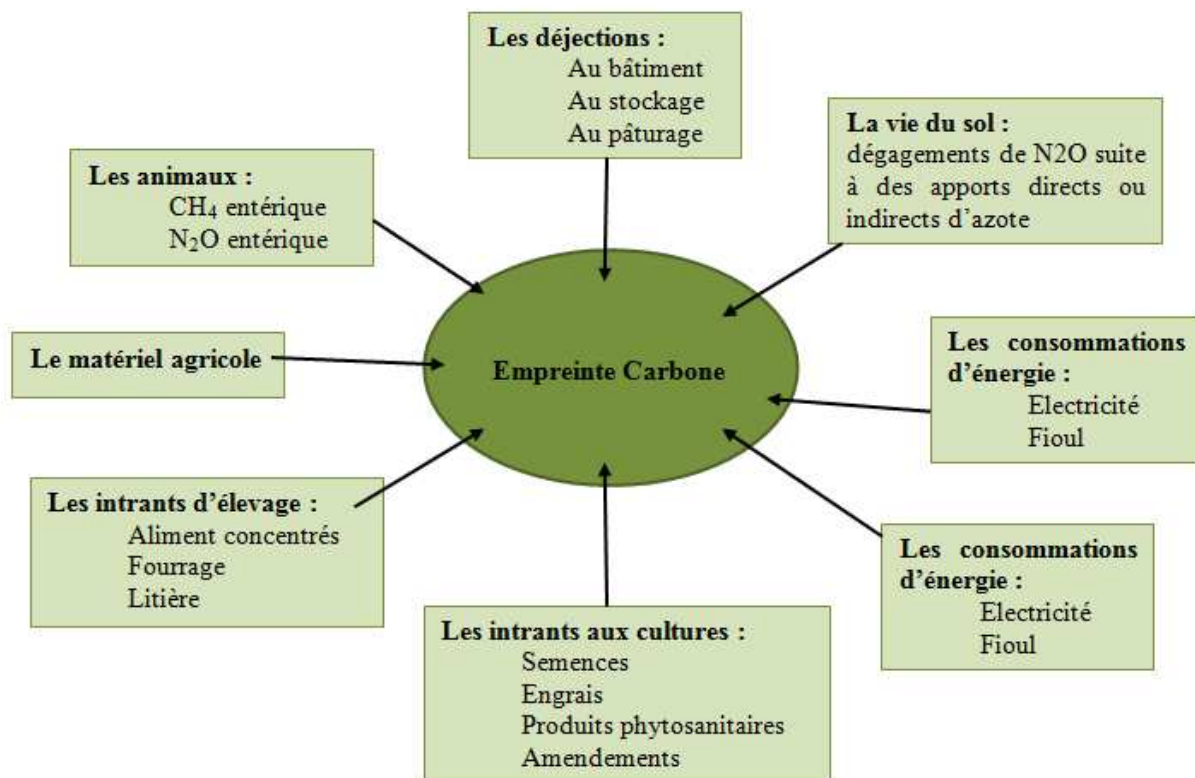 Les déjections :
Au bâtiment
Au stockage
Au pâturage
La vie du sol :
dégagements de N2O suite
à des apports directs ou
indirects d’azote
Les animaux :
CH₄ entérique
N₂O entérique
Le matériel agricole
Empreinte Carbone
Les consommations
d’énergie :
Electricité
Fioul
Les intrants d’élevage :
Aliment concentrés
Fourrage
Litière
Les consommations
d’énergie :
Electricité
Fioul
Les intrants aux cultures :
Semences
Engrais
Produits phytosanitaires
Amendements